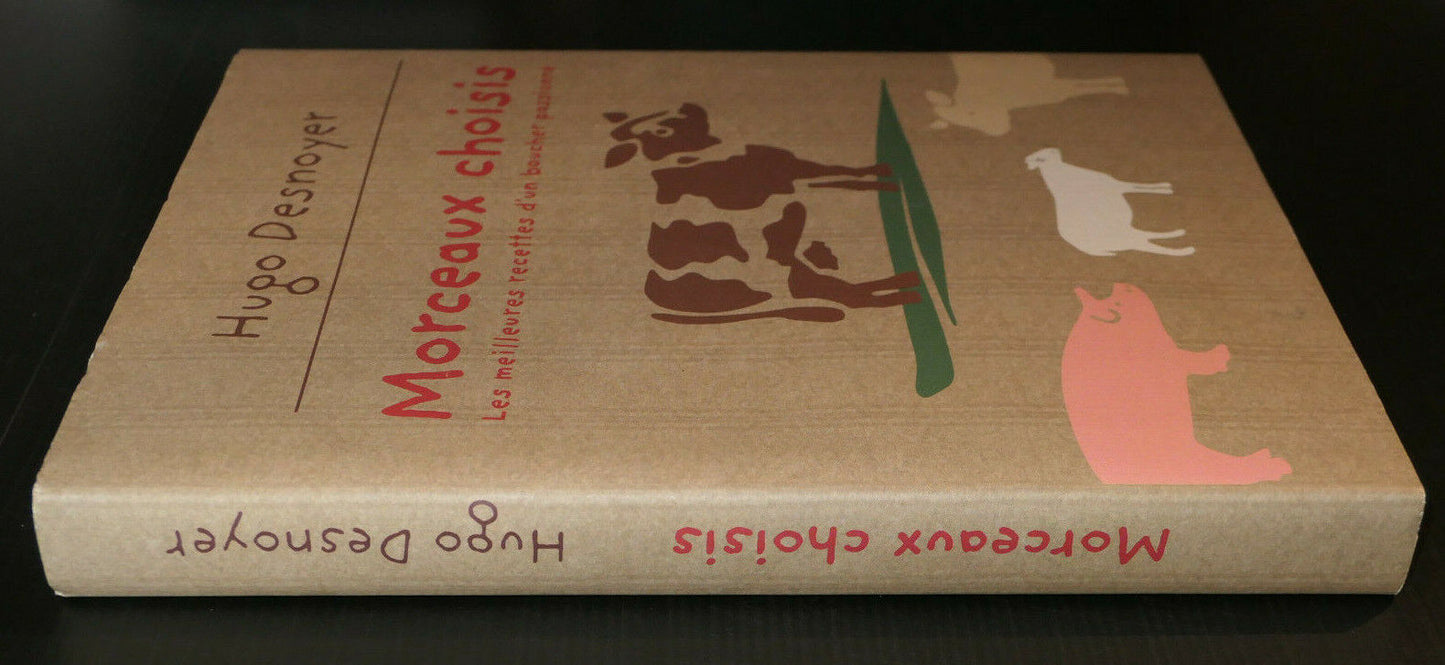 Hugo Desnoyer
Morceaux choisis
Les meilleures recettes d'un boucher passionné
Morceaux choisis
Hugo Desnoyer